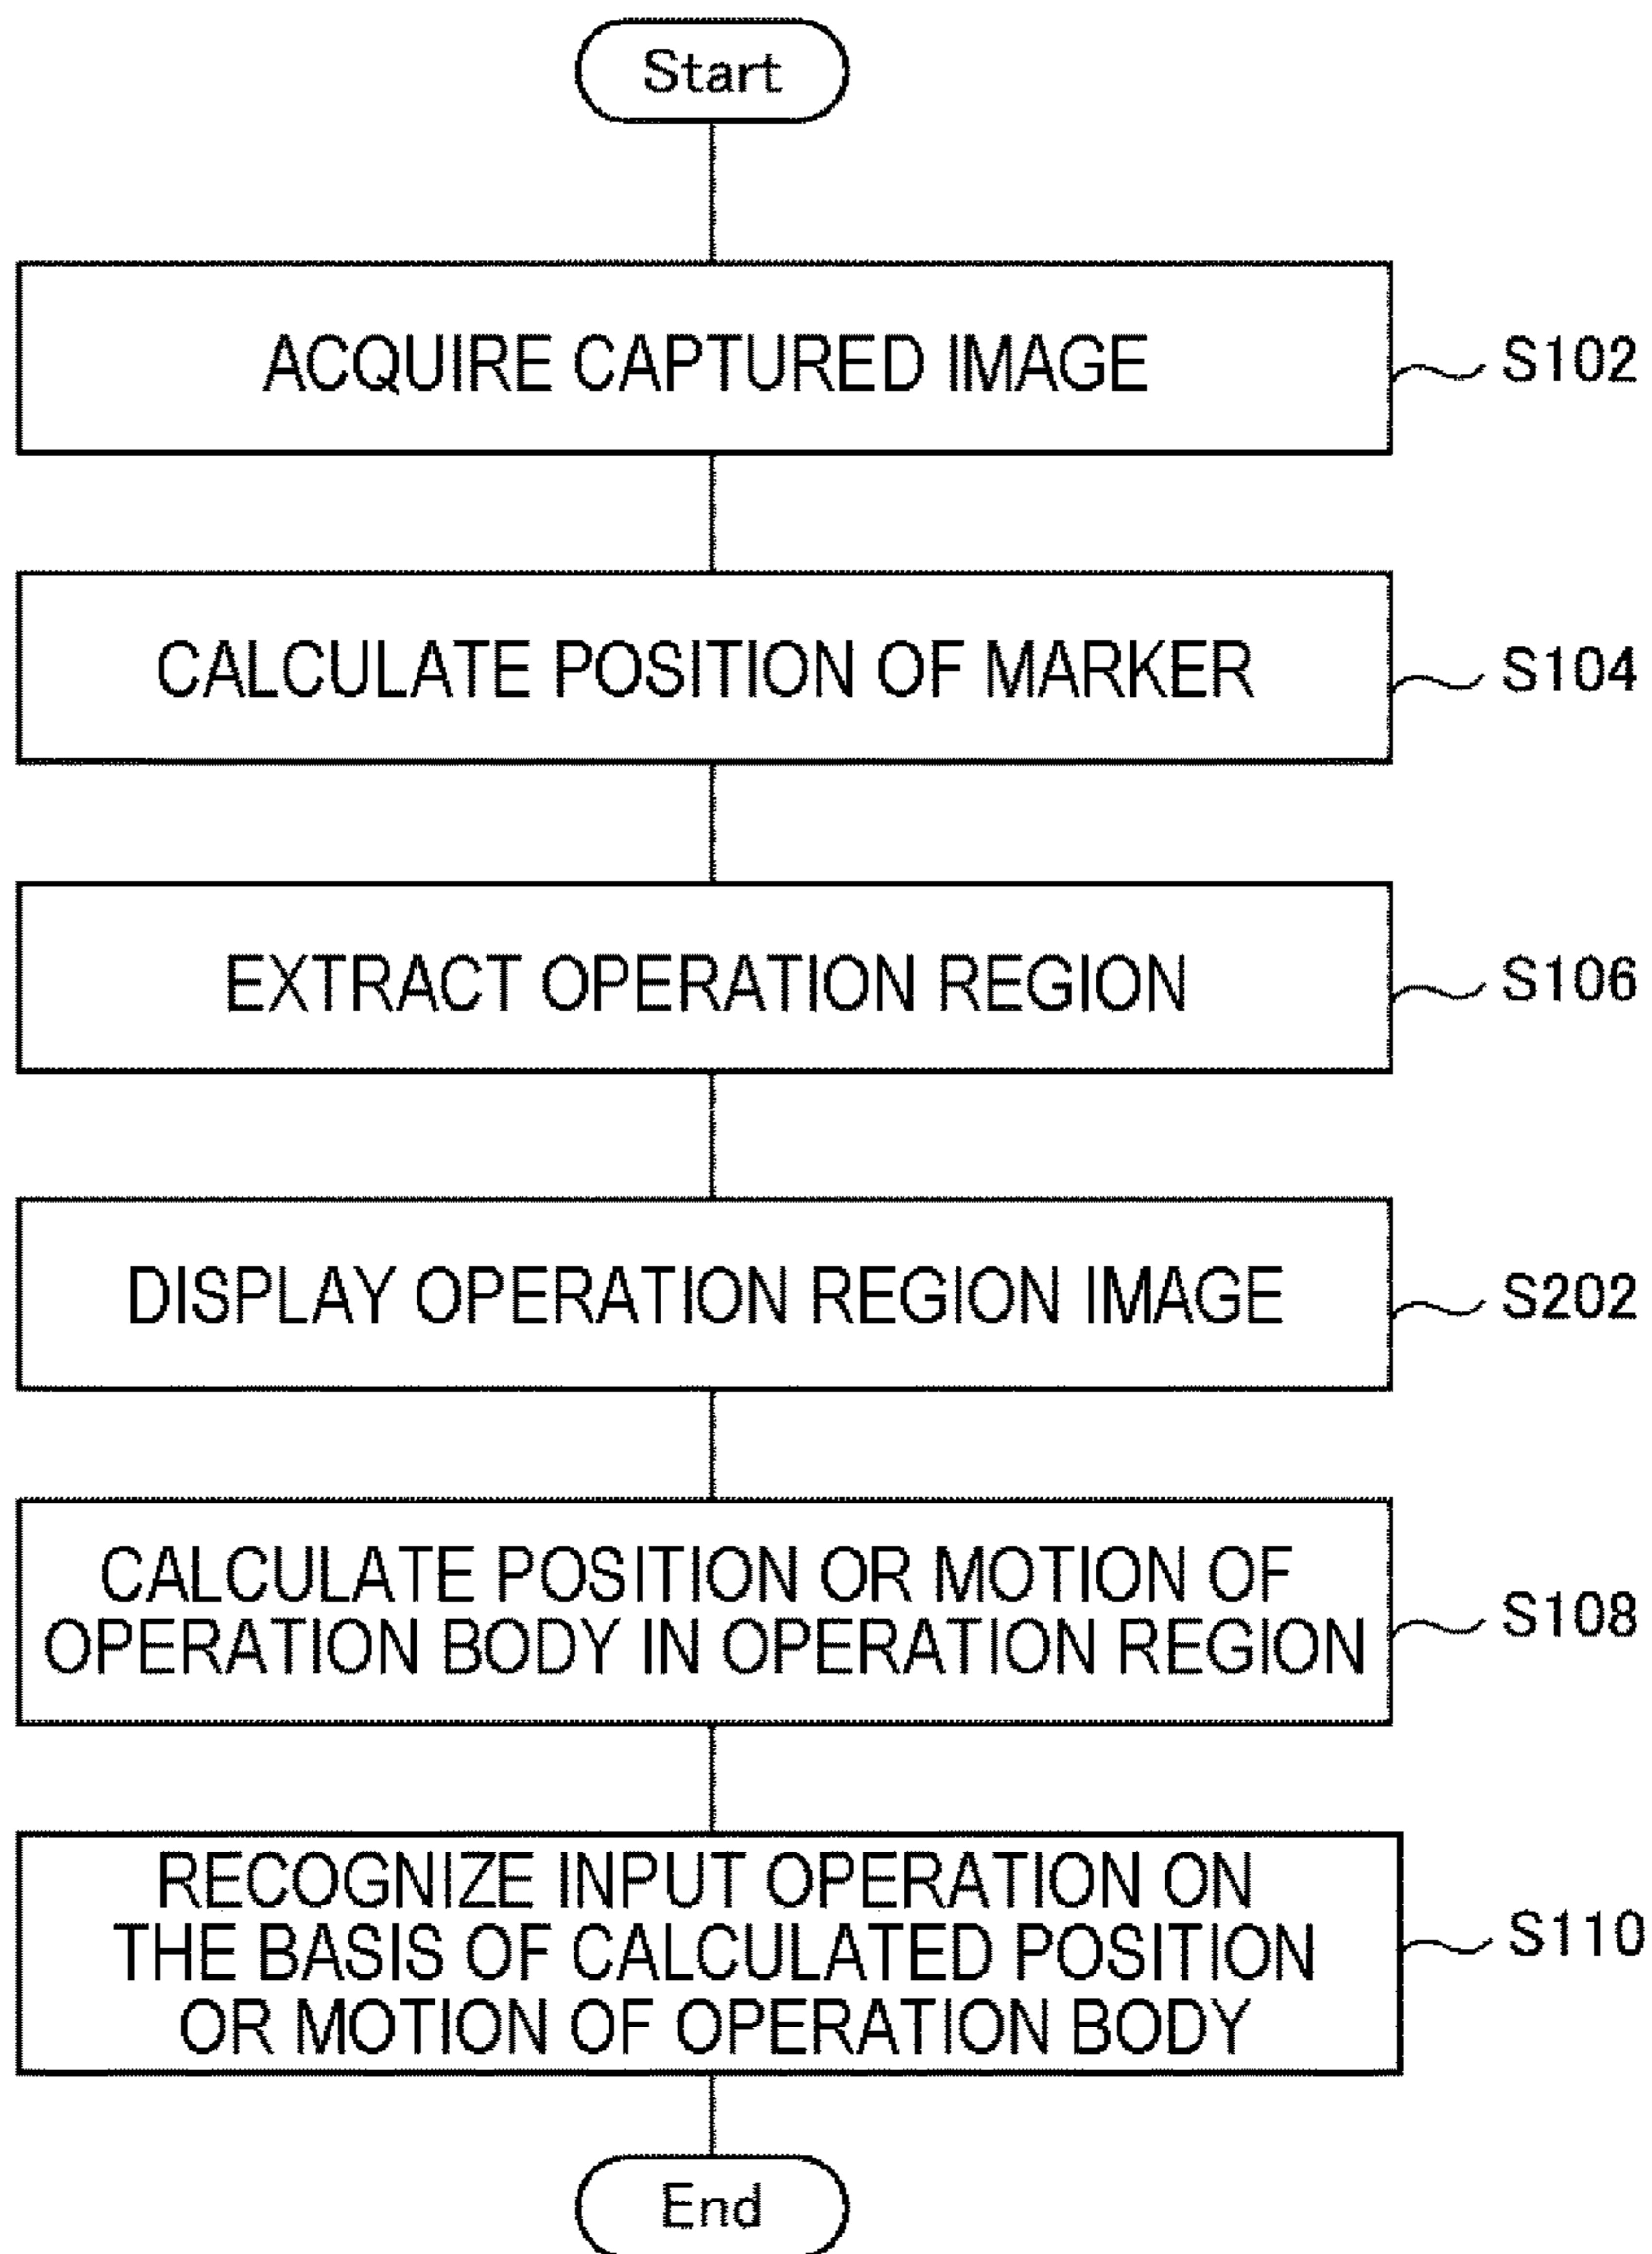 Start
ACQUIRE CAPTURED IMAGE
S102
CALCULATE POSITION OF MARKER
S104
EXTRACT OPERATION REGION
S106
DISPLAY OPERATION REGION IMAGE
S202
CALCULATE POSITION OR MOTION OF
OPERATION BODY IN OPERATION REGION
S108
RECOGNIZE INPUT OPERATION ON
THE BASIS OF CALCULATED POSITION
OR MOTION OF OPERATION BODY
S110
End